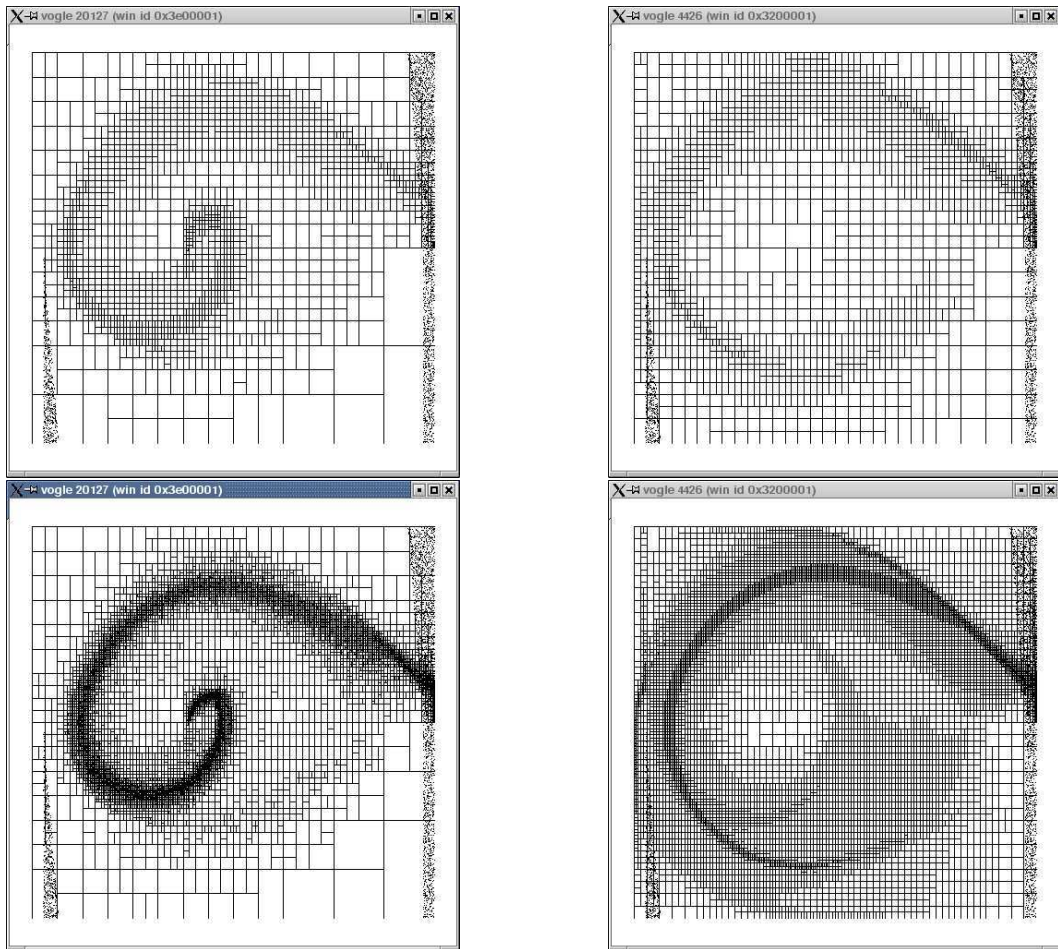 vogle 20127 (win id 0x3e00001)
vogle 4426 (win id 0x3200001)
vogle 20127 (win id 0x3e00001)
vogle 4426 (win id 0x3200001)